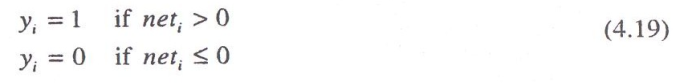 yᵢ = 1 if netᵢ > 0
(4.19)
yᵢ = 0 if netᵢ ≤ 0